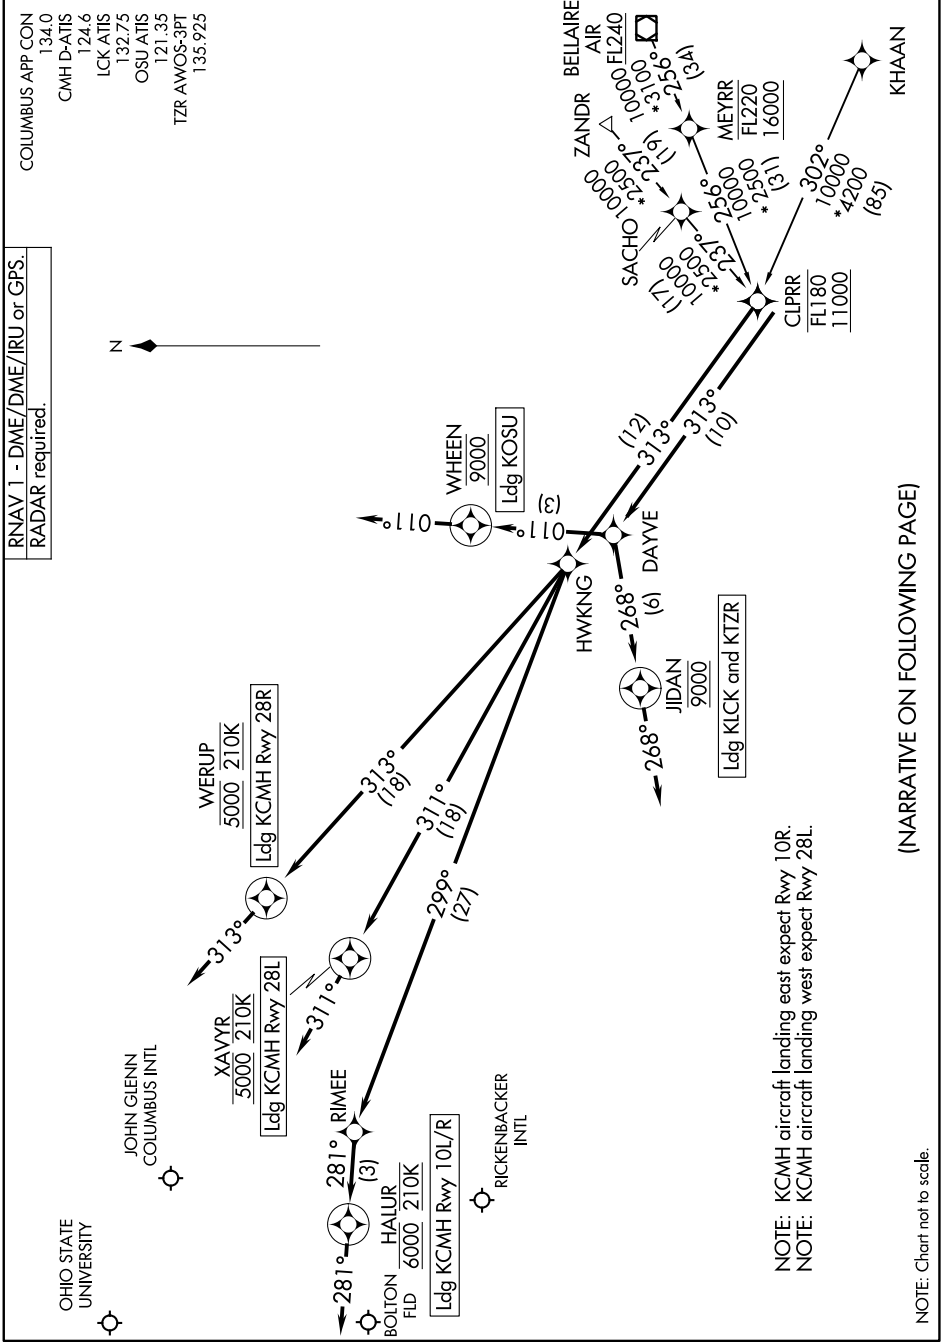 RNAV 1 - DME/DME/IRU or GPS.
RADAR required.
COLUMBUS APP CON
134.0
CMH D-ATIS
124.6
LCK ATIS
132.75
OSU ATIS
121.35
TZR AWOS-3PT
135.925
N
OHIO STATE
UNIVERSITY
JOHN GLENN
COLUMBUS INTL
WERUP
5000 210K
Ldg KCMH Rwy 28R
313°
313°
(18)
XAVYR
5000 210K
Ldg KCMH Rwy 28L
311°
311°
(18)
RIMEE
299°
(27)
281°
(3)
HALUR
6000 210K
Ldg KCMH Rwy 10L/R
281°
BOLTON
FLD
RICKENBACKER
INTL
WHEEN
9000
Ldg KOSU
011°
011°
(3)
HWKNG
DAYVE
268°
(6)
JIDAN
9000
Ldg KLCK and KTZR
268°
(12)
313°
313°
(10)
CLPRR
FL180
11000
BELLAIRE
AIR
FL240
10000
*3100
256°
(34)
MEYRR
FL220
16000
256°
10000
*2500
(31)
ZANDR
10000
*2500
237°
(19)
SACHO
237°
*2500
10000
(17)
KHAAN
302°
10000
*4200
(85)
NOTE: KCMH aircraft landing east expect Rwy 10R.
NOTE: KCMH aircraft landing west expect Rwy 28L.
(NARRATIVE ON FOLLOWING PAGE)
NOTE: Chart not to scale.